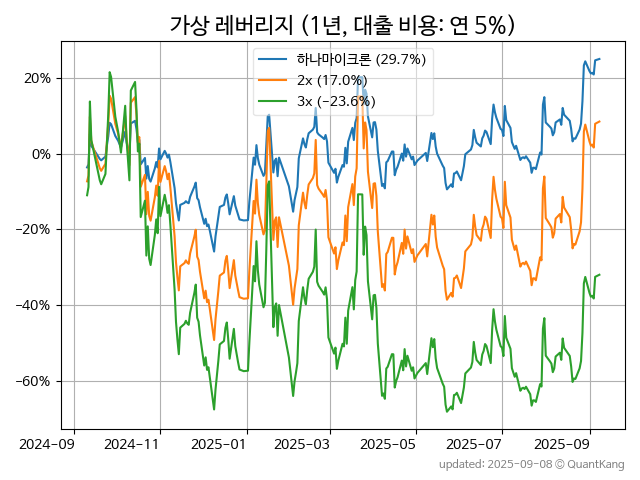 가상 레버리지 (1년, 대출 비용: 연 5%)
하나마이크론 (29.7%)
2x (17.0%)
3x (−23.6%)
20%
0%
−20%
−40%
−60%
2024-09
2024-11
2025-01
2025-03
2025-05
2025-07
2025-09
updated: 2025-09-08 © QuantKang